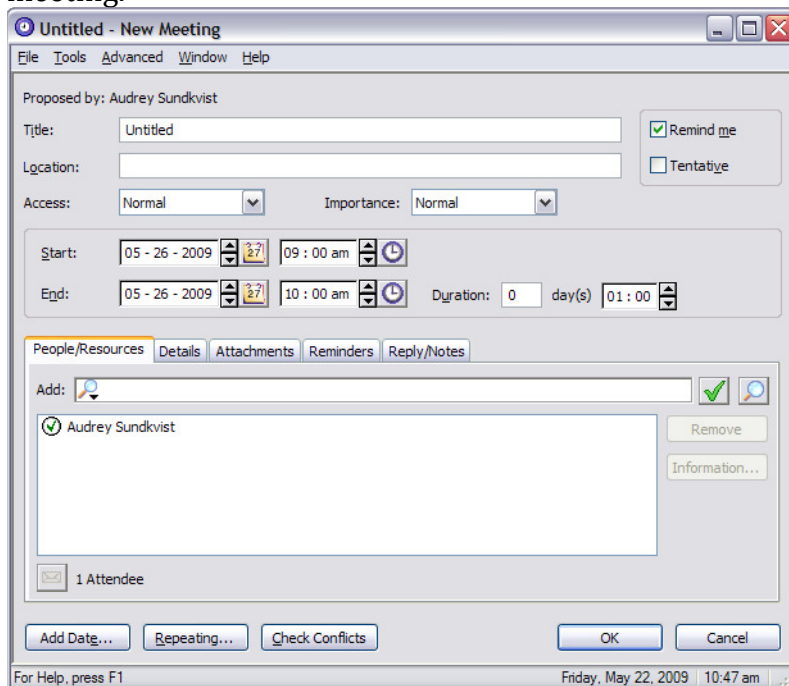 meeting.
Untitled - New Meeting
File Tools Advanced Window Help
Proposed by: Audrey Sundkvist
Title: Untitled
Remind me
Location:
Tentative
Access: Normal Importance: Normal
Start: 05 - 26 - 2009 27 09 : 00 am
End: 05 - 26 - 2009 27 10 : 00 am Duration: 0 day(s) 01 : 00
People/Resources Details Attachments Reminders Reply/Notes
Add:
Audrey Sundkvist
Remove
Information...
1 Attendee
Add Date... Repeating... Check Conflicts OK Cancel
For Help, press F1 Friday, May 22, 2009 10:47 am